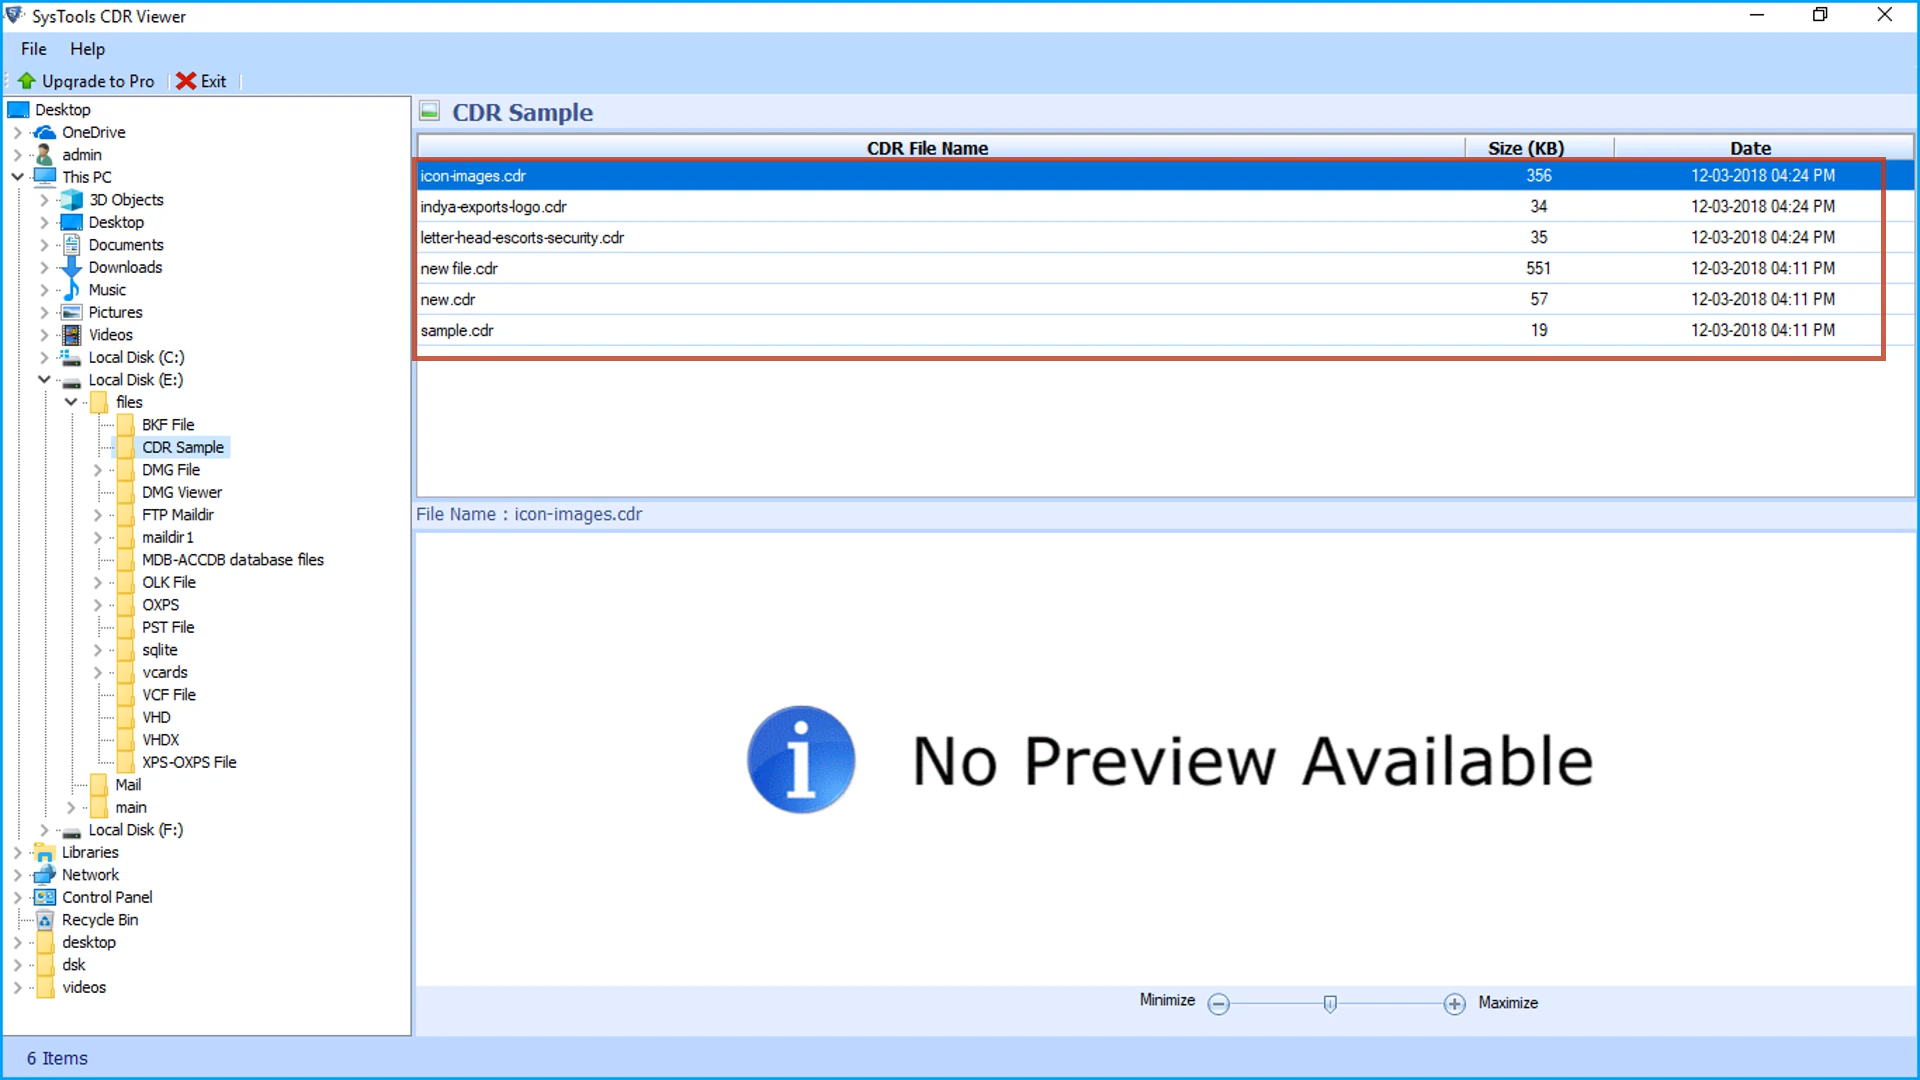 SysTools CDR Viewer
File Help
Upgrade to Pro Exit
Desktop
OneDrive
admin
This PC
3D Objects
Desktop
Documents
Downloads
Music
Pictures
Videos
Local Disk (C:)
Local Disk (E:)
files
BKF File
CDR Sample
DMG File
DMG Viewer
FTP Maildir
maildir1
MDB-ACCDB database files
OLK File
OXPS
PST File
sqlite
vcards
VCF File
VHD
VHDX
XPS-OXPS File
Mail
main
Local Disk (F:)
Libraries
Network
Control Panel
Recycle Bin
desktop
dsk
videos
CDR Sample
CDR File Name Size (KB) Date
icon-images.cdr 356 12-03-2018 04:24 PM
indya-exports-logo.cdr 34 12-03-2018 04:24 PM
letter-head-escorts-security.cdr 35 12-03-2018 04:24 PM
new file.cdr 551 12-03-2018 04:11 PM
new.cdr 57 12-03-2018 04:11 PM
sample.cdr 19 12-03-2018 04:11 PM
File Name : icon-images.cdr
No Preview Available
Minimize Maximize
6 Items